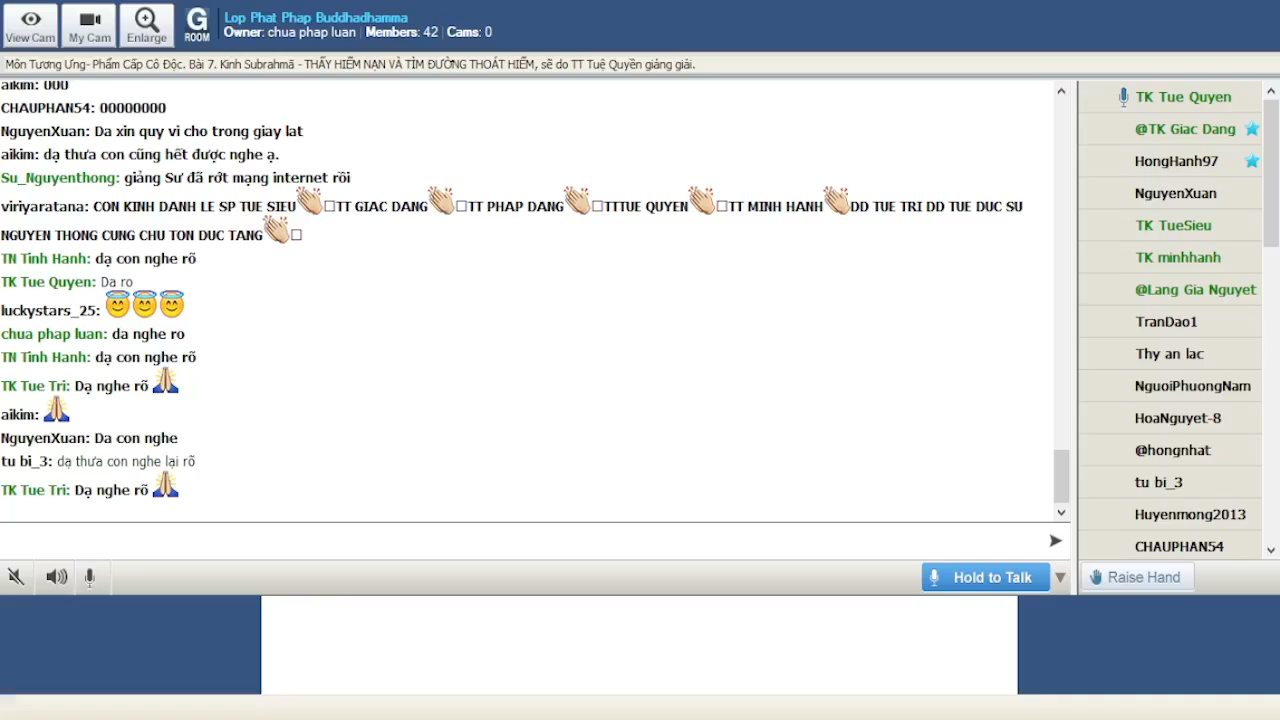 View Cam
My Cam
Enlarge
G
ROOM
Lop Phat Phap Buddhadhamma
Owner: chua phap luan | Members: 42 | Cams: 0
Môn Tương Ưng- Phẩm Cấp Cô Độc. Bài 7. Kinh Subrahmā - THẤY HIỂM NẠN VÀ TÌM ĐƯỜNG THOÁT HIỂM, sẽ do TT Tuệ Quyền giảng giải.
aikim: 000
CHAUPHAN54: 00000000
NguyenXuan: Da xin quy vi cho trong giay lat
aikim: dạ thưa con cũng hết được nghe ạ.
Su_Nguyenthong: giảng Sư đã rớt mạng internet rồi
viriyaratana: CON KINH DANH LE SP TUE SIEU👏□TT GIAC DANG👏□TT PHAP DANG👏□TTTUE QUYEN👏□TT MINH HANH👏DD TUE TRI DD TUE DUC SU
NGUYEN THONG CUNG CHU TON DUC TANG👏□
TN Tinh Hanh: dạ con nghe rõ
TK Tue Quyen: Da ro
luckystars_25: 😇😇😇
chua phap luan: da nghe ro
TN Tinh Hanh: dạ con nghe rõ
TK Tue Tri: Dạ nghe rõ 🙏
aikim: 🙏
NguyenXuan: Da con nghe
tu bi_3: dạ thưa con nghe lại rõ
TK Tue Tri: Dạ nghe rõ 🙏
Hold to Talk
TK Tue Quyen
@TK Giac Dang
HongHanh97
NguyenXuan
TK TueSieu
TK minhhanh
@Lang Gia Nguyet
TranDao1
Thy an lac
NguoiPhuongNam
HoaNguyet-8
@hongnhat
tu bi_3
Huyenmong2013
CHAUPHAN54
Raise Hand